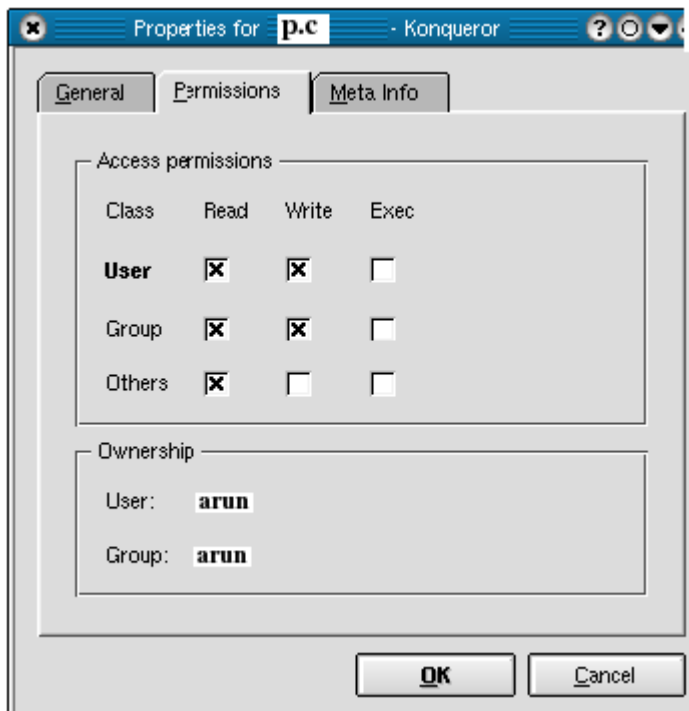 Properties for p.c - Konqueror ?
General Permissions Meta Info
Access permissions
Class Read Write Exec
User
Group
Others
Ownership
User: arun
Group: arun
OK Cancel